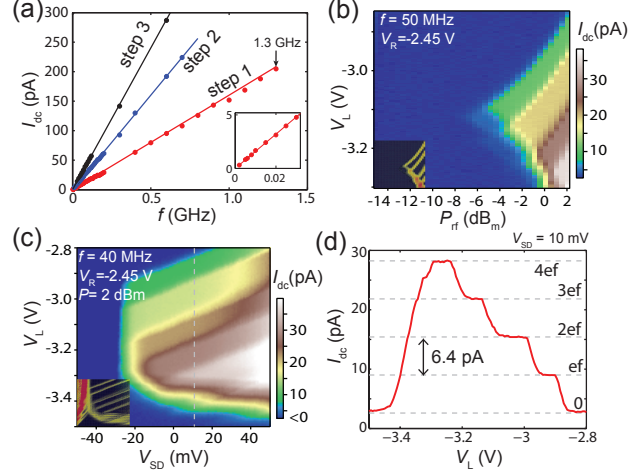 (a)
300
250
200
150
100
50
0
I_dc (pA)
step 3
step 2
step 1
1.3 GHz
5
0
0.02
0.0
0.5
1.0
1.5
f (GHz)
(b)
f = 50 MHz
V_R=-2.45 V
V_L (V)
-3.0
-3.2
-14
-12
-10
-8
-6
-4
-2
0
2
P_rf (dB_m)
I_dc(pA)
30
20
10
(c)
f = 40 MHz
V_R=-2.45 V
P= 2 dBm
V_L (V)
-2.8
-3.0
-3.2
-3.4
-40
0
40
V_SD (mV)
I_dc(pA)
30
20
10
<0
(d)
V_SD = 10 mV
I_dc (pA)
30
20
10
0
4ef
3ef
2ef
ef
0
6.4 pA
-3.4
-3.2
-3
-2.8
V_L (V)